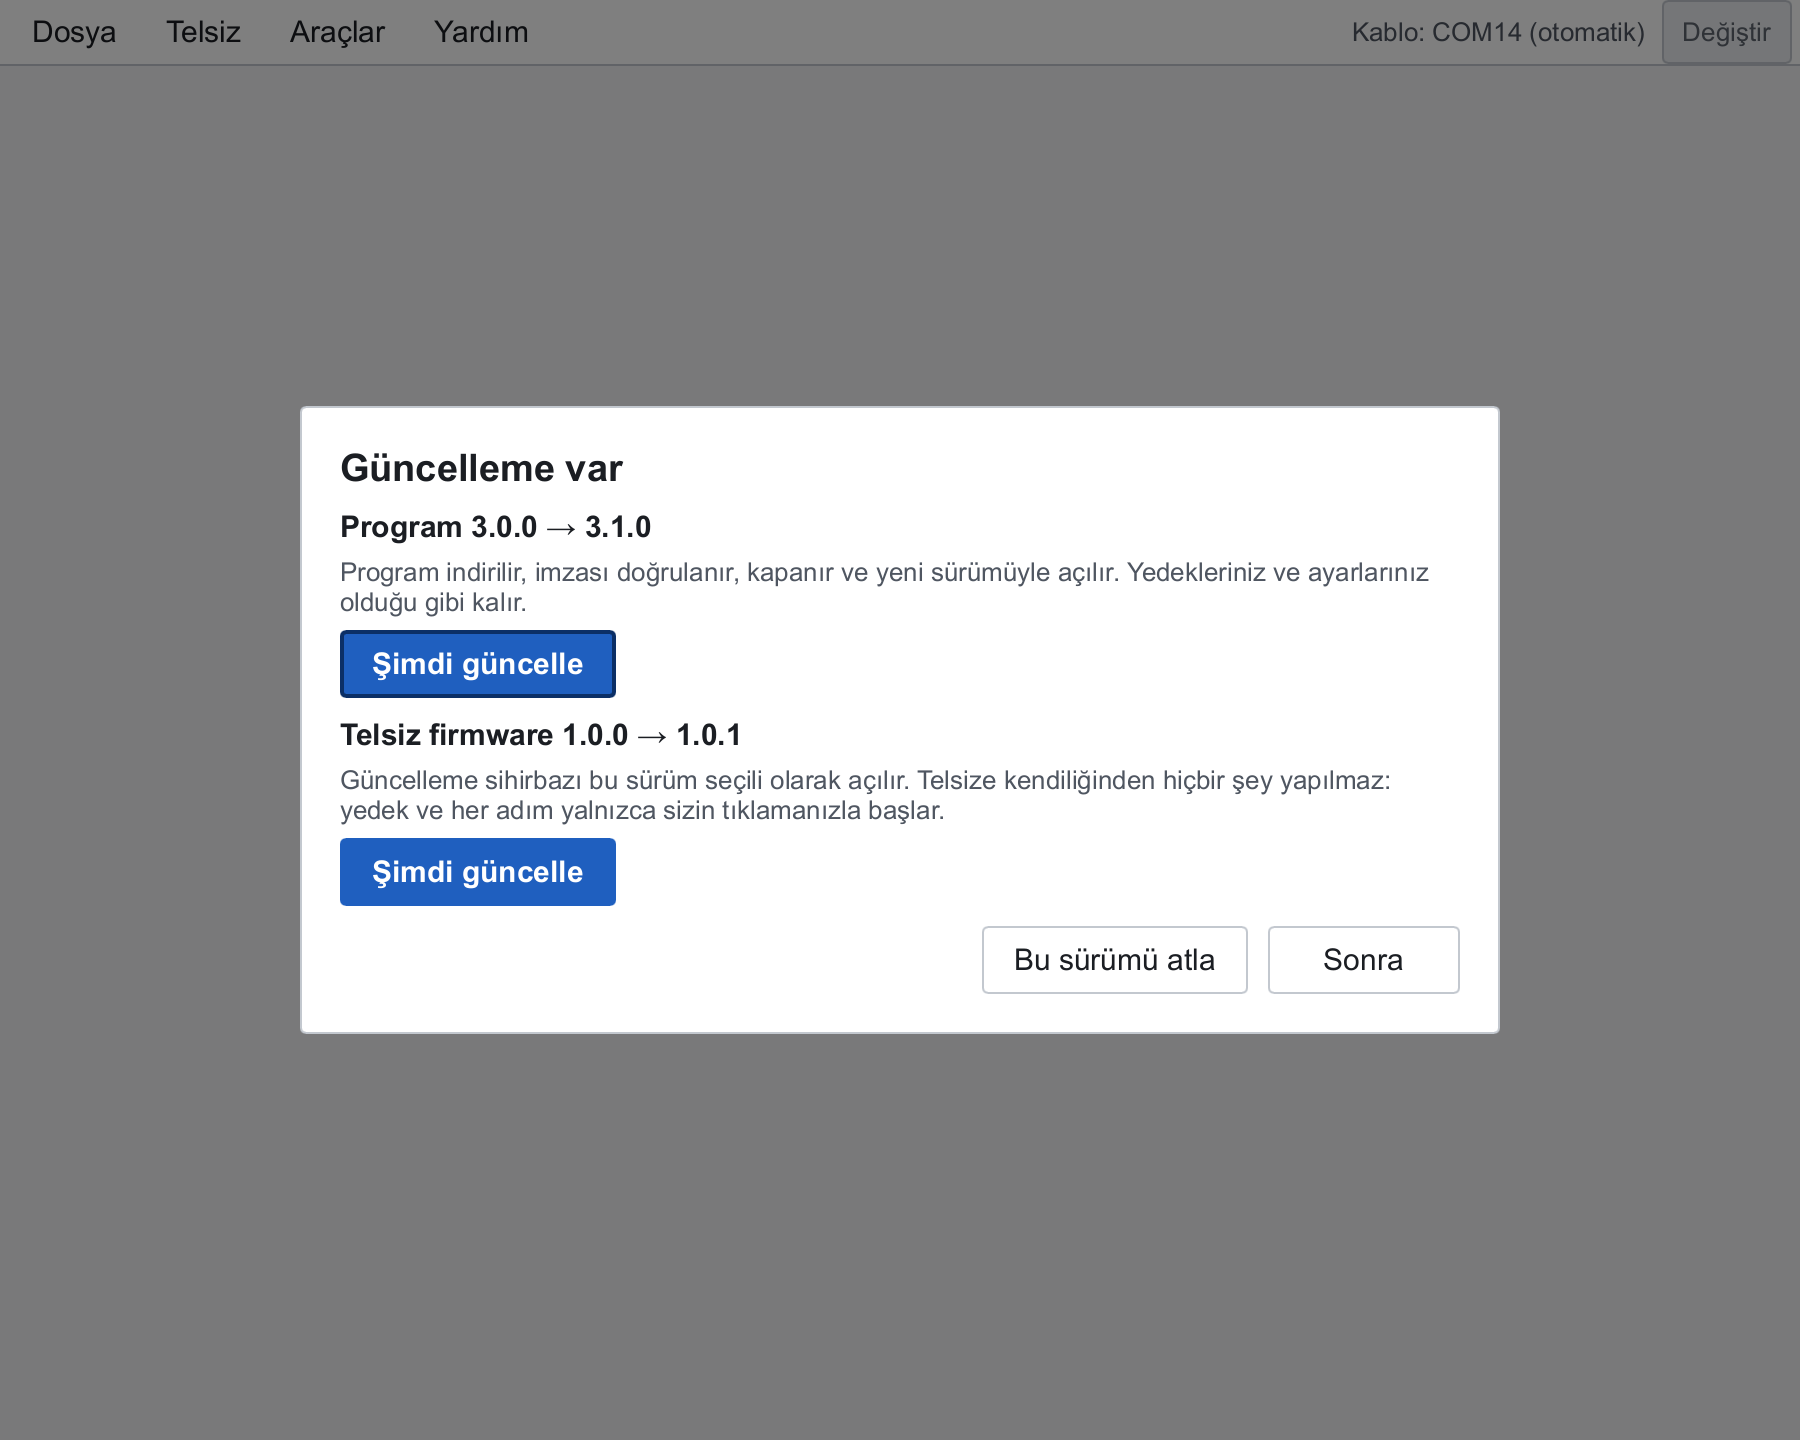 Dosya Telsiz Araçlar Yardım Kablo: COM14 (otomatik) Değiştir
Güncelleme var
Program 3.0.0 → 3.1.0
Program indirilir, imzası doğrulanır, kapanır ve yeni sürümüyle açılır. Yedekleriniz ve ayarlarınız
olduğu gibi kalır.
Şimdi güncelle
Telsiz firmware 1.0.0 → 1.0.1
Güncelleme sihirbazı bu sürüm seçili olarak açılır. Telsize kendiliğinden hiçbir şey yapılmaz:
yedek ve her adım yalnızca sizin tıklamanızla başlar.
Şimdi güncelle
Bu sürümü atla Sonra